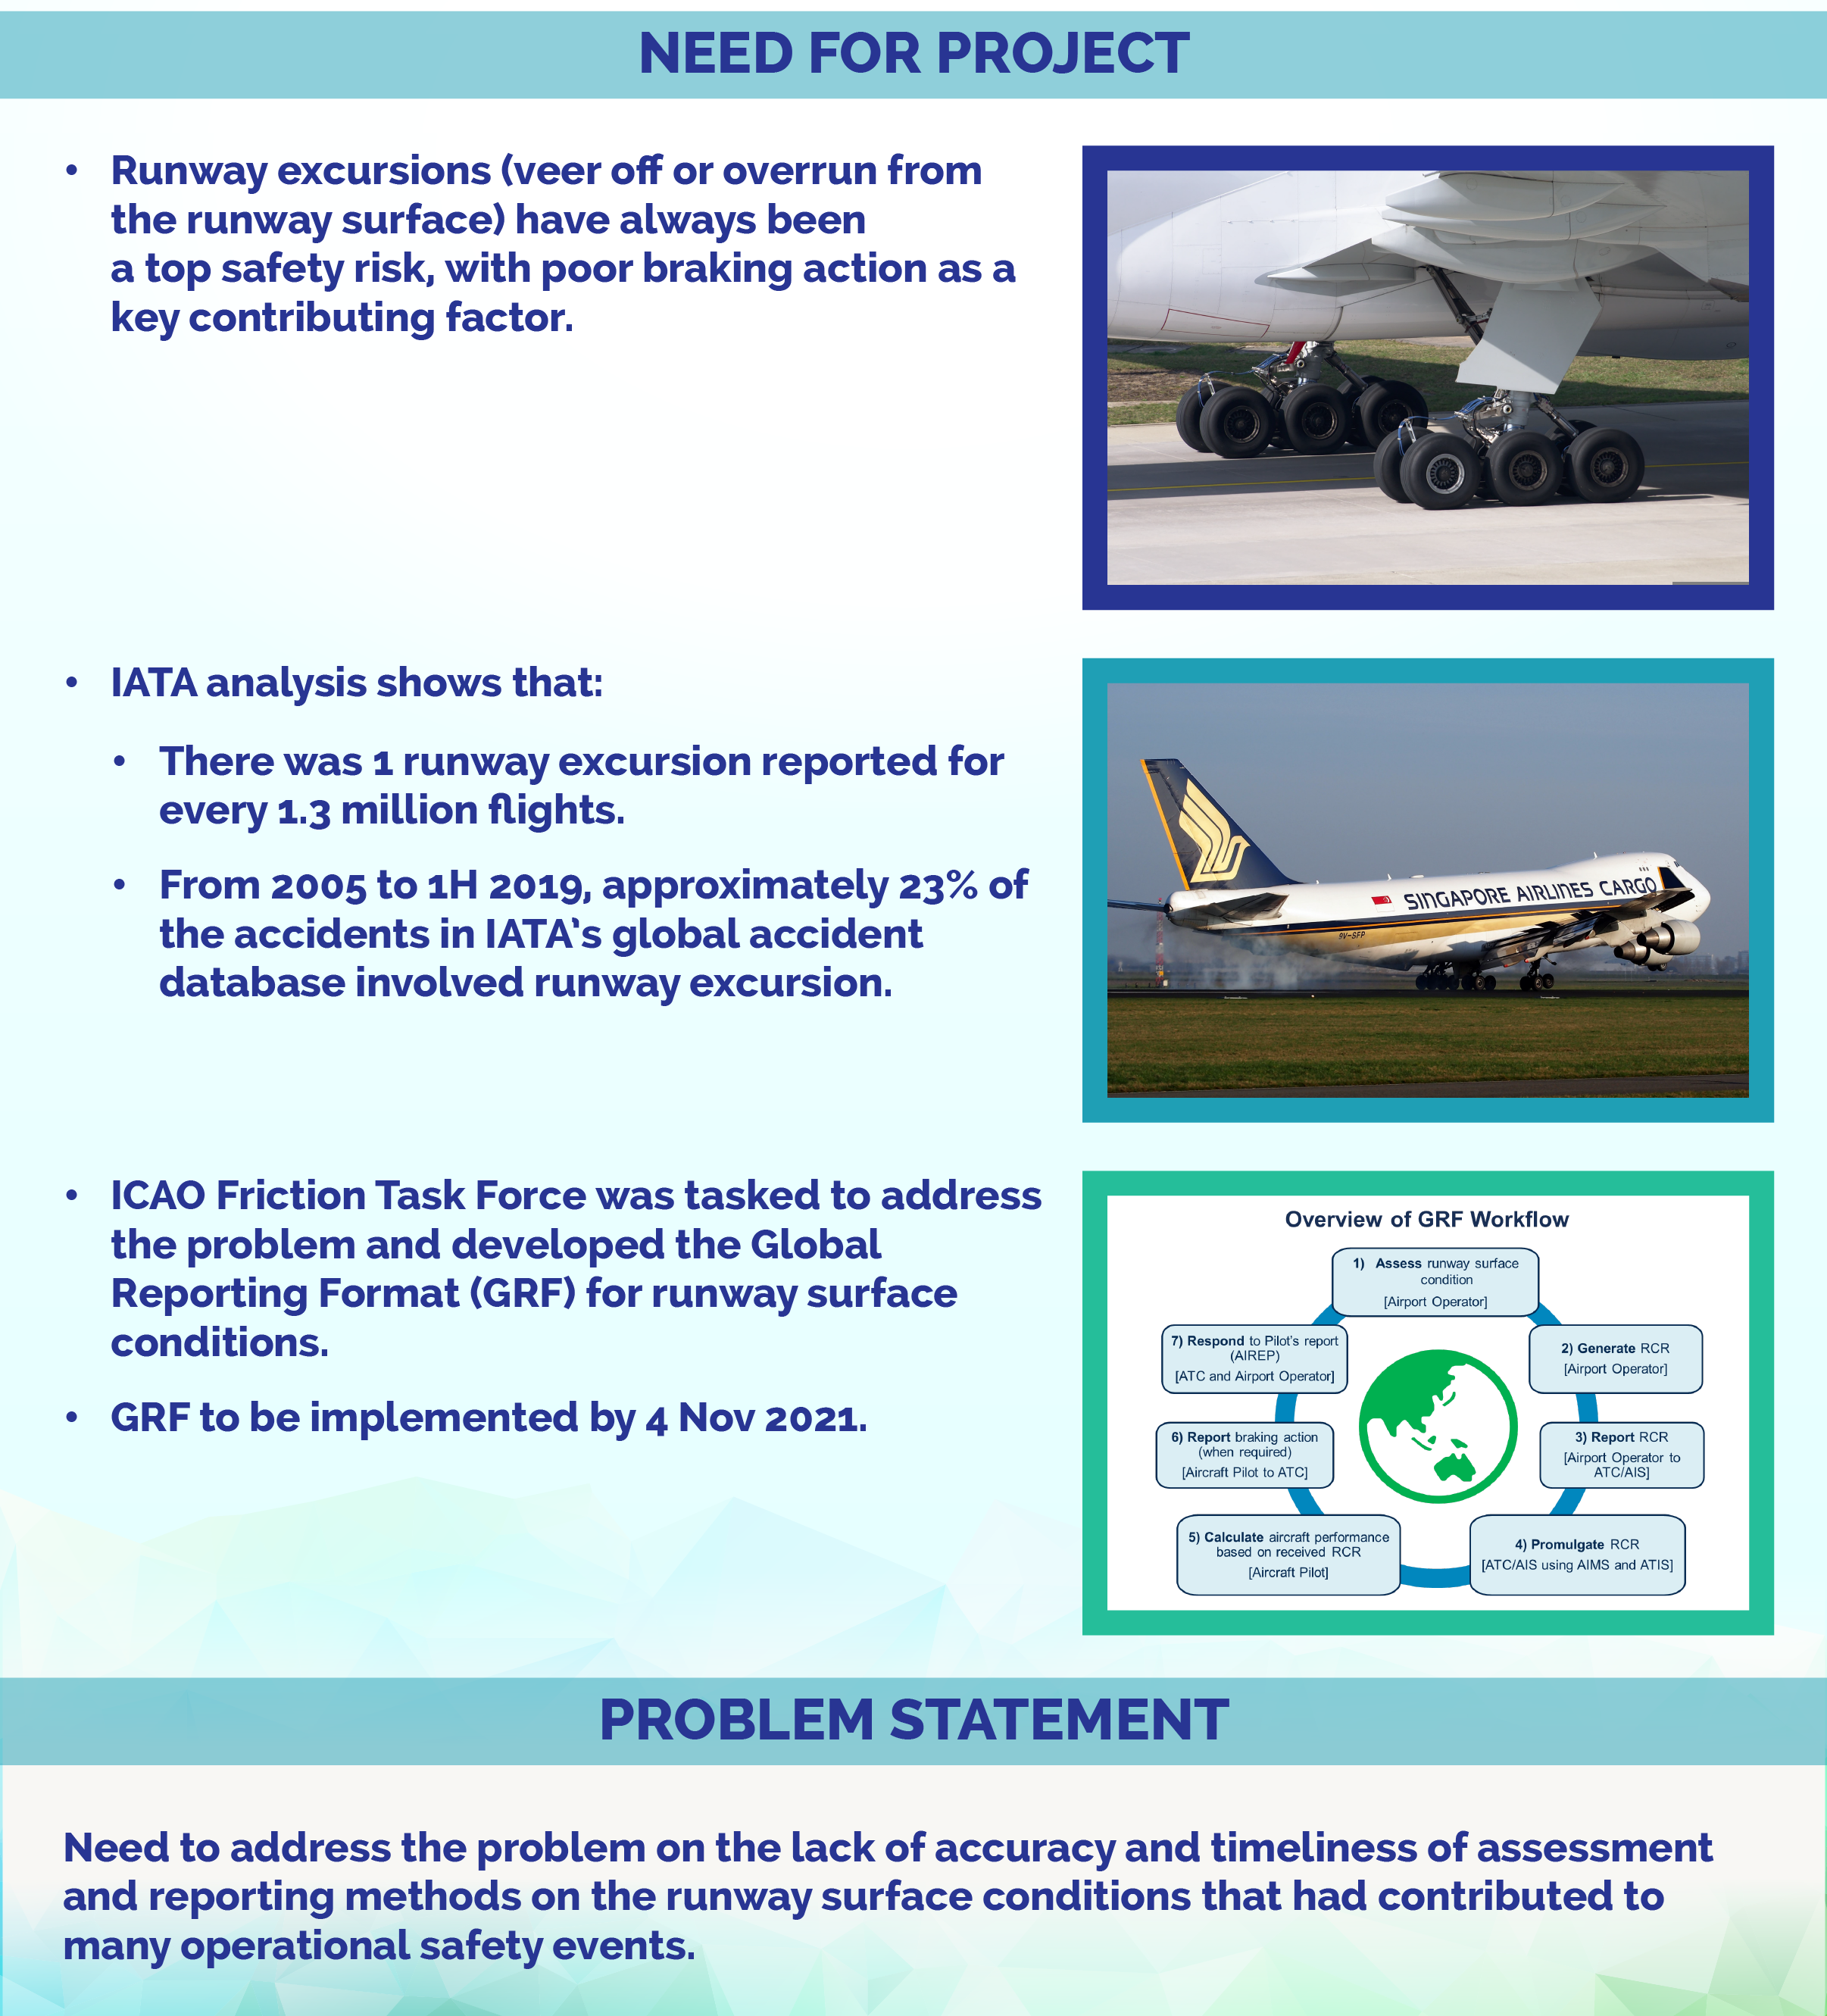 NEED FOR PROJECT
• Runway excursions (veer off or overrun from
the runway surface) have always been
a top safety risk, with poor braking action as a
key contributing factor.
• IATA analysis shows that:
• There was 1 runway excursion reported for
every 1.3 million flights.
• From 2005 to 1H 2019, approximately 23% of
the accidents in IATA's global accident
database involved runway excursion.
SINGAPORE AIRLINES CARGO
9V-SFP
• ICAO Friction Task Force was tasked to address
the problem and developed the Global
Reporting Format (GRF) for runway surface
conditions.
• GRF to be implemented by 4 Nov 2021.
Overview of GRF Workflow
1) Assess runway surface
condition
[Airport Operator]
2) Generate RCR
[Airport Operator]
3) Report RCR
[Airport Operator to
ATC/AIS]
4) Promulgate RCR
[ATC/AIS using AIMS and ATIS]
5) Calculate aircraft performance
based on received RCR
[Aircraft Pilot]
6) Report braking action
(when required)
[Aircraft Pilot to ATC]
7) Respond to Pilot's report
(AIREP)
[ATC and Airport Operator]
PROBLEM STATEMENT
Need to address the problem on the lack of accuracy and timeliness of assessment
and reporting methods on the runway surface conditions that had contributed to
many operational safety events.